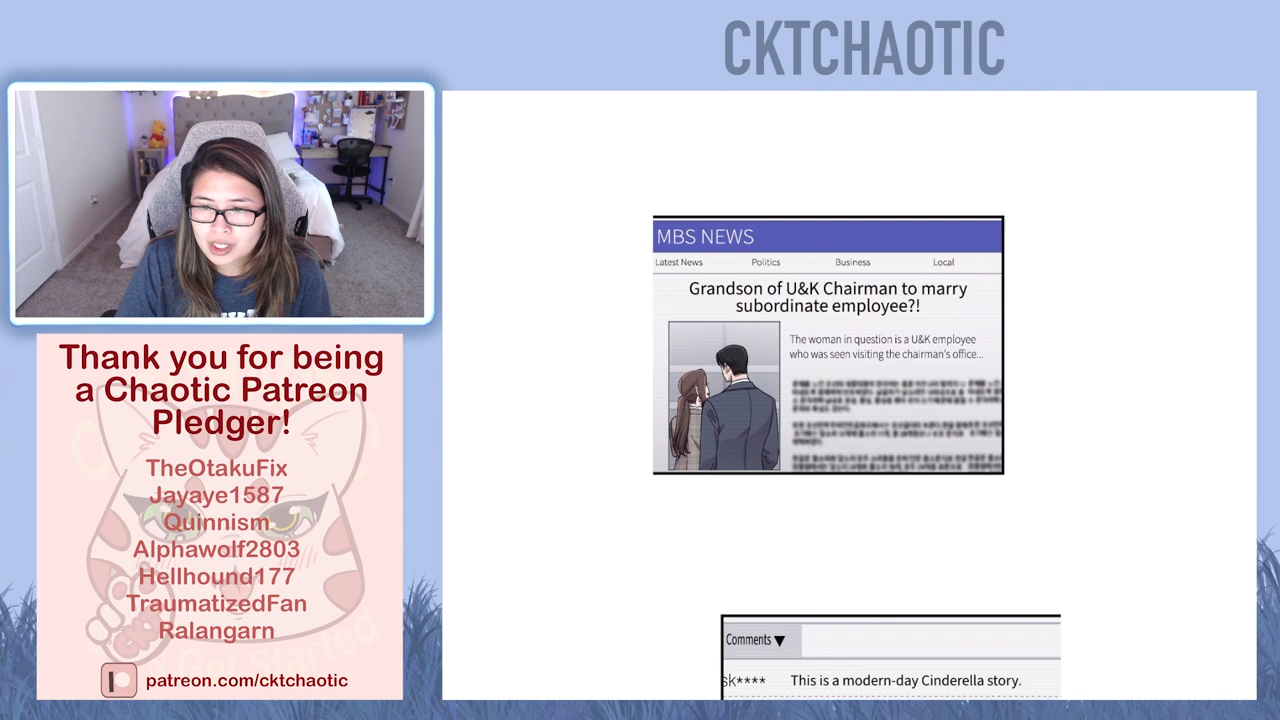 CKTCHAOTIC
Thank you for being
a Chaotic Patreon
Pledger!
TheOtakuFix
Jayaye1587
Quinnism
Alphawolf2803
Hellhound177
TraumatizedFan
Ralangarn
patreon.com/cktchaotic
MBS NEWS
Latest News Politics Business Local
Grandson of U&K Chairman to marry
subordinate employee?!
The woman in question is a U&K employee
who was seen visiting the chairman's office...
Comments ▼
sk**** This is a modern-day Cinderella story.